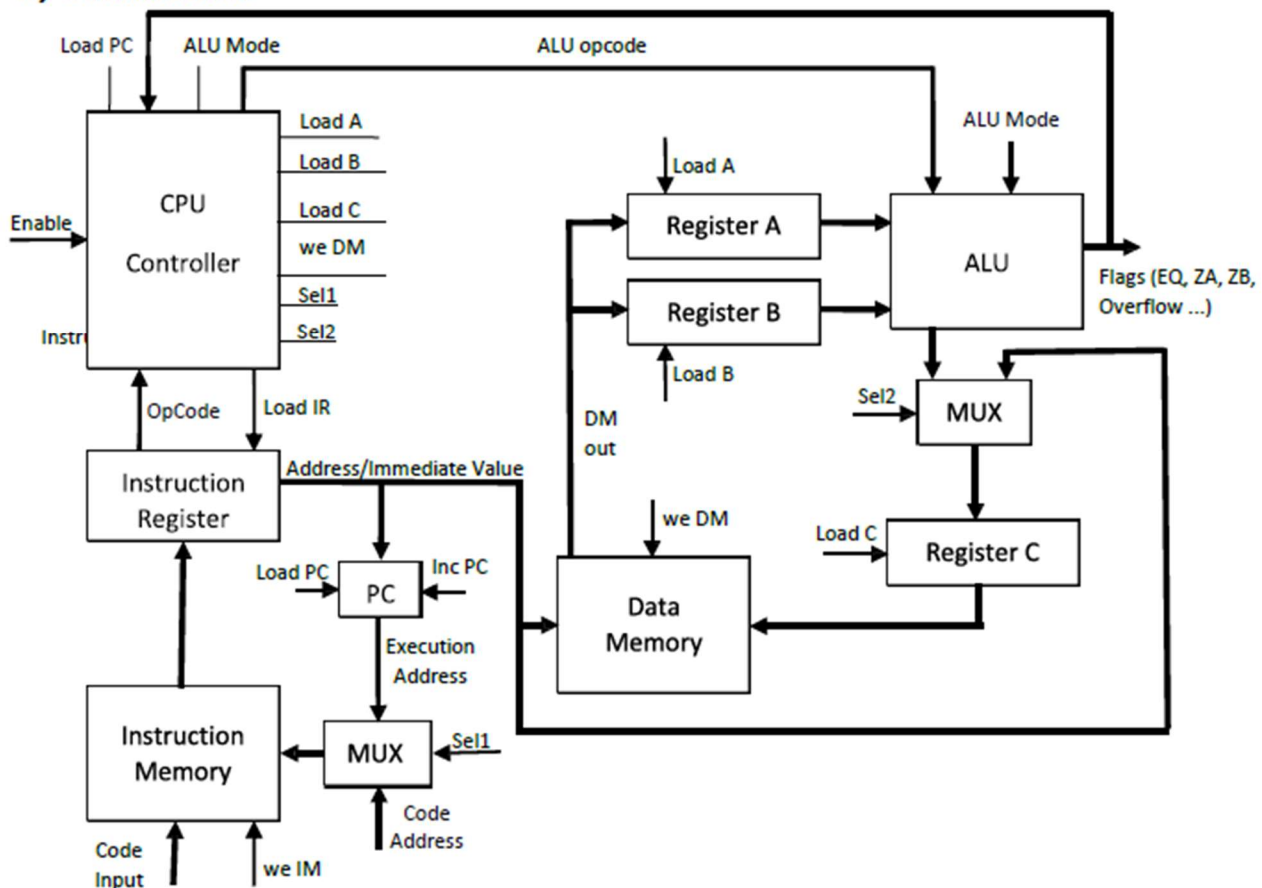 Load PC
ALU Mode
ALU opcode
Load A
Load B
Load C
we DM
Sel1
Sel2
CPU
Controller
Enable
OpCode
Load IR
Instruction
Register
Address/Immediate Value
Load PC
Inc PC
PC
Execution
Address
Instruction
Memory
MUX
Sel1
Code
Address
Code
Input
we IM
Load A
Register A
Register B
Load B
DM
out
we DM
Data
Memory
ALU Mode
ALU
Flags (EQ, ZA, ZB,
Overflow ...)
Sel2
MUX
Load C
Register C